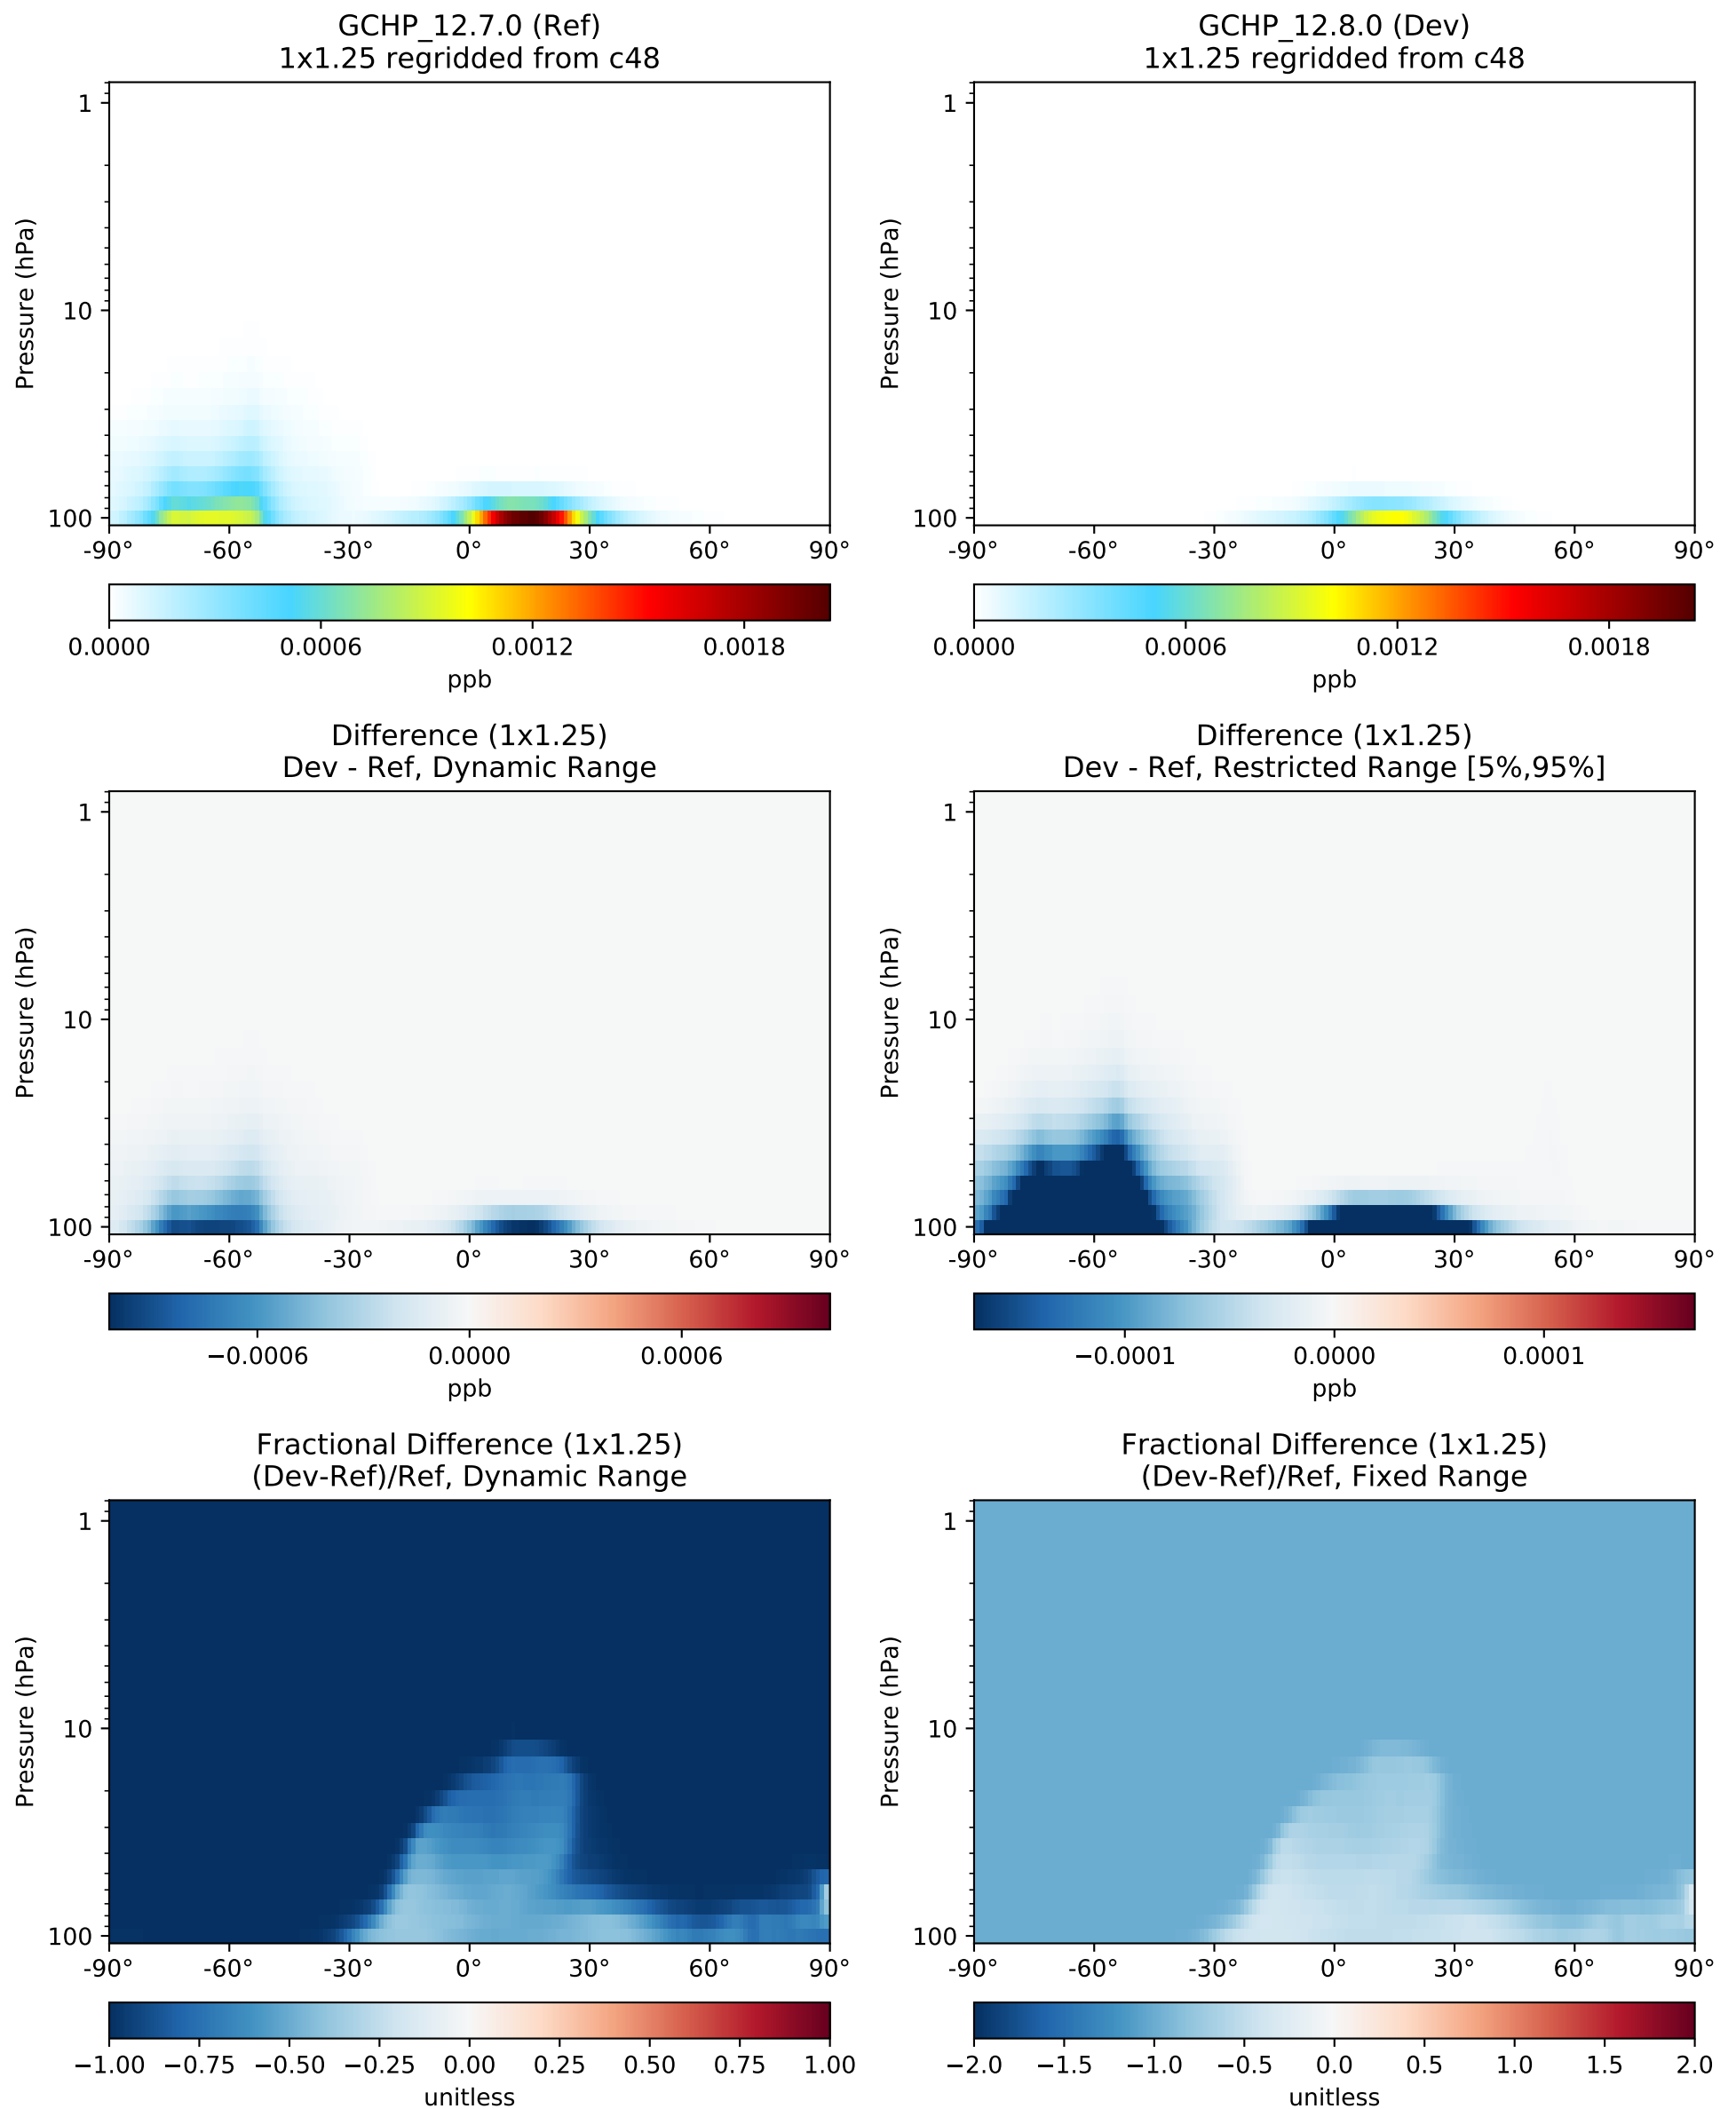 GCHP_12.7.0 (Ref)
1x1.25 regridded from c48
GCHP_12.8.0 (Dev)
1x1.25 regridded from c48
Pressure (hPa)
1
10
100
-90° -60° -30° 0° 30° 60° 90°
0.0000 0.0006 0.0012 0.0018
ppb
Pressure (hPa)
1
10
100
-90° -60° -30° 0° 30° 60° 90°
0.0000 0.0006 0.0012 0.0018
ppb
Difference (1x1.25)
Dev - Ref, Dynamic Range
Difference (1x1.25)
Dev - Ref, Restricted Range [5%,95%]
Pressure (hPa)
1
10
100
-90° -60° -30° 0° 30° 60° 90°
−0.0006 0.0000 0.0006
ppb
Pressure (hPa)
1
10
100
-90° -60° -30° 0° 30° 60° 90°
−0.0001 0.0000 0.0001
ppb
Fractional Difference (1x1.25)
(Dev-Ref)/Ref, Dynamic Range
Fractional Difference (1x1.25)
(Dev-Ref)/Ref, Fixed Range
Pressure (hPa)
1
10
100
-90° -60° -30° 0° 30° 60° 90°
−1.00 −0.75 −0.50 −0.25 0.00 0.25 0.50 0.75 1.00
unitless
Pressure (hPa)
1
10
100
-90° -60° -30° 0° 30° 60° 90°
−2.0 −1.5 −1.0 −0.5 0.0 0.5 1.0 1.5 2.0
unitless